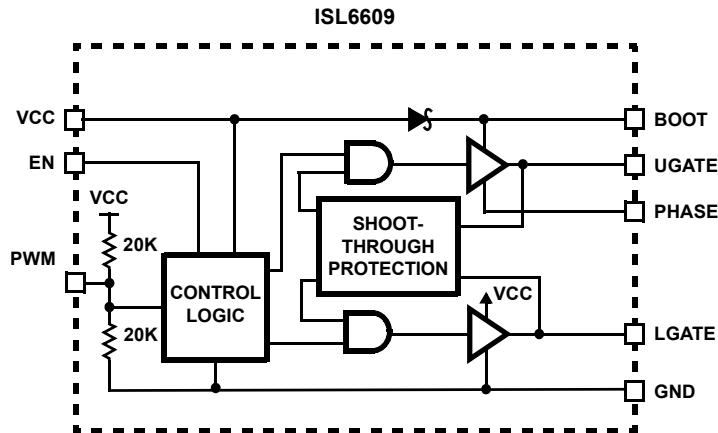 ISL6609
VCC
BOOT
EN
UGATE
VCC
PHASE
20K
SHOOT-
THROUGH
PROTECTION
PWM
CONTROL
LOGIC
VCC
20K
LGATE
GND